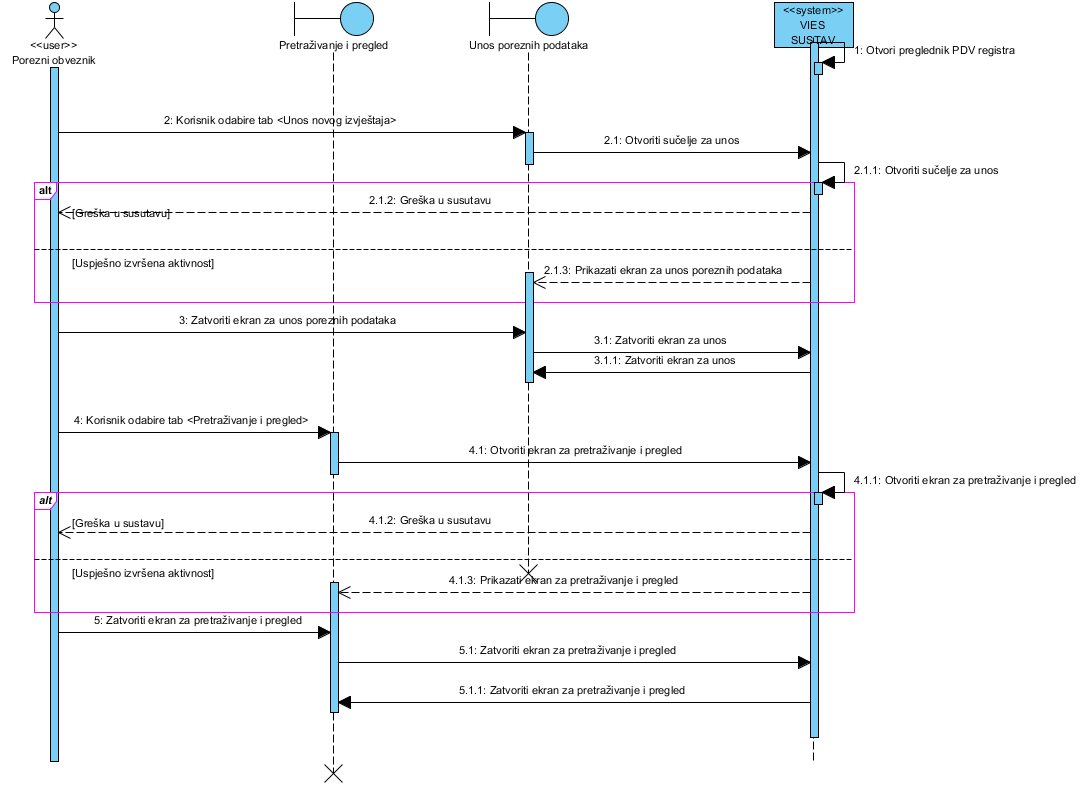 <<user>>
Porezni obveznik
Pretraživanje i pregled
Unos poreznih podataka
<<system>>
VIES
SUSTAV
1: Otvori preglednik PDV registra
2: Korisnik odabire tab <Unos novog izvještaja>
2.1: Otvoriti sučelje za unos
2.1.1: Otvoriti sučelje za unos
alt
2.1.2: Greška u susutavu
[Greška u susutavu]
[Uspješno izvršena aktivnost]
2.1.3: Prikazati ekran za unos poreznih podataka
3: Zatvoriti ekran za unos poreznih podataka
3.1: Zatvoriti ekran za unos
3.1.1: Zatvoriti ekran za unos
4: Korisnik odabire tab <Pretraživanje i pregled>
4.1: Otvoriti ekran za pretraživanje i pregled
4.1.1: Otvoriti ekran za pretraživanje i pregled
alt
4.1.2: Greška u susutavu
[Greška u sustavu]
[Uspješno izvršena aktivnost]
4.1.3: Prikazati ekran za pretraživanje i pregled
5: Zatvoriti ekran za pretraživanje i pregled
5.1: Zatvoriti ekran za pretraživanje i pregled
5.1.1: Zatvoriti ekran za pretraživanje i pregled